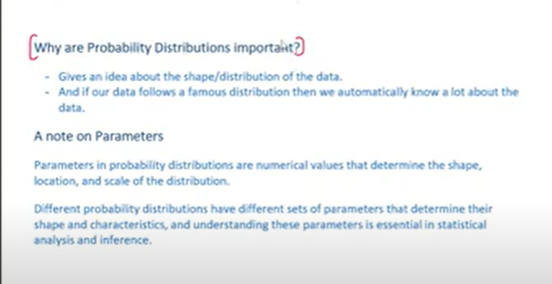 Why are Probability Distributions important?
- Gives an idea about the shape/distribution of the data.
- And if our data follows a famous distribution then we automatically know a lot about the
data.
A note on Parameters
Parameters in probability distributions are numerical values that determine the shape,
location, and scale of the distribution.
Different probability distributions have different sets of parameters that determine their
shape and characteristics, and understanding these parameters is essential in statistical
analysis and inference.